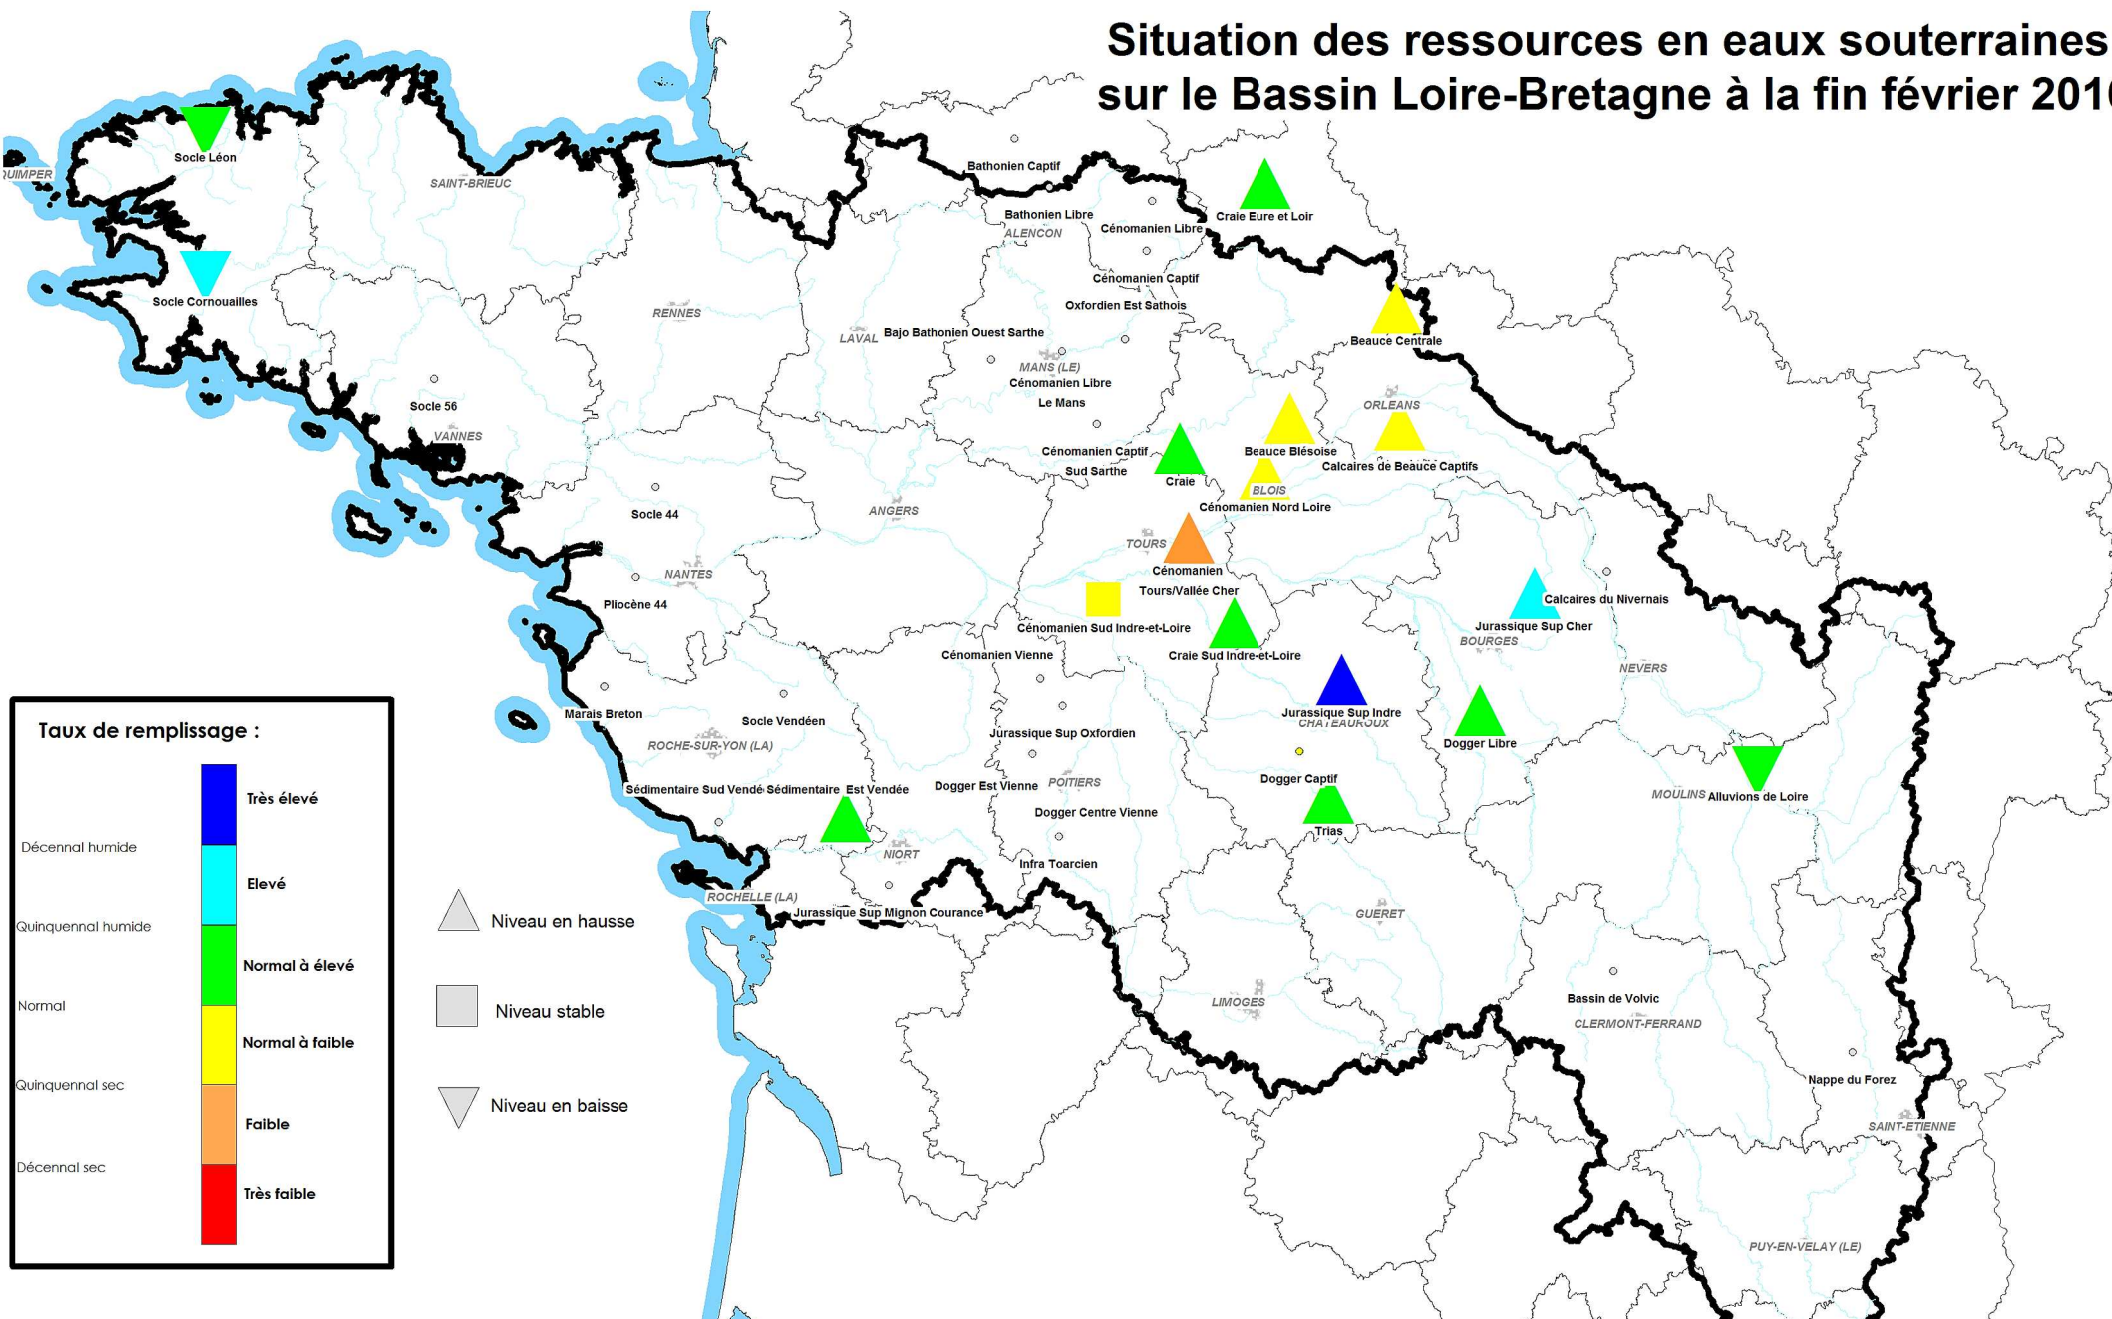 Situation des ressources en eaux souterraines
sur le Bassin Loire-Bretagne à la fin février 201
Socle Léon
QUIMPER
SAINT-BRIEUC
Socle Cornouailles
Bathonien Captif
Bathonien Libre
ALENCON
Cénomanien Libre
Craie Eure et Loir
Cénomanien Captif
Oxfordien Est Sathois
RENNES
LAVAL
Bajo Bathonien Ouest Sarthe
Beauce Centrale
MANS (LE)
Cénomanien Libre
Le Mans
Socle 56
VANNES
ORLEANS
Cénomanien Captif
Sud Sarthe
Craie
Beauce Blésoise
Calcaires de Beauce Captifs
BLOIS
Cénomanien Nord Loire
Socle 44
ANGERS
TOURS
Cénomanien
Tours/Vallée Cher
NANTES
Pliocène 44
Cénomanien Sud Indre-et-Loire
Calcaires du Nivernais
Jurassique Sup Cher
BOURGES
Cénomanien Vienne
Craie Sud Indre-et-Loire
NEVERS
Marais Breton
Socle Vendéen
Jurassique Sup Indre
CHATEAUROUX
ROCHE-SUR-YON (LA)
Jurassique Sup Oxfordien
Dogger Libre
Sédimentaire Sud Vendé
Sédimentaire Est Vendée
Dogger Est Vienne
POITIERS
Dogger Captif
MOULINS
Alluvions de Loire
Dogger Centre Vienne
Trias
NIORT
Infra Toarcien
ROCHELLE (LA)
Jurassique Sup Mignon Courance
GUERET
LIMOGES
Bassin de Volvic
CLERMONT-FERRAND
Nappe du Forez
SAINT-ETIENNE
PUY-EN-VELAY (LE)
Taux de remplissage :
Très élevé
Décennal humide
Elevé
Quinquennal humide
Normal à élevé
Normal
Normal à faible
Quinquennal sec
Faible
Décennal sec
Très faible
Niveau en hausse
Niveau stable
Niveau en baisse